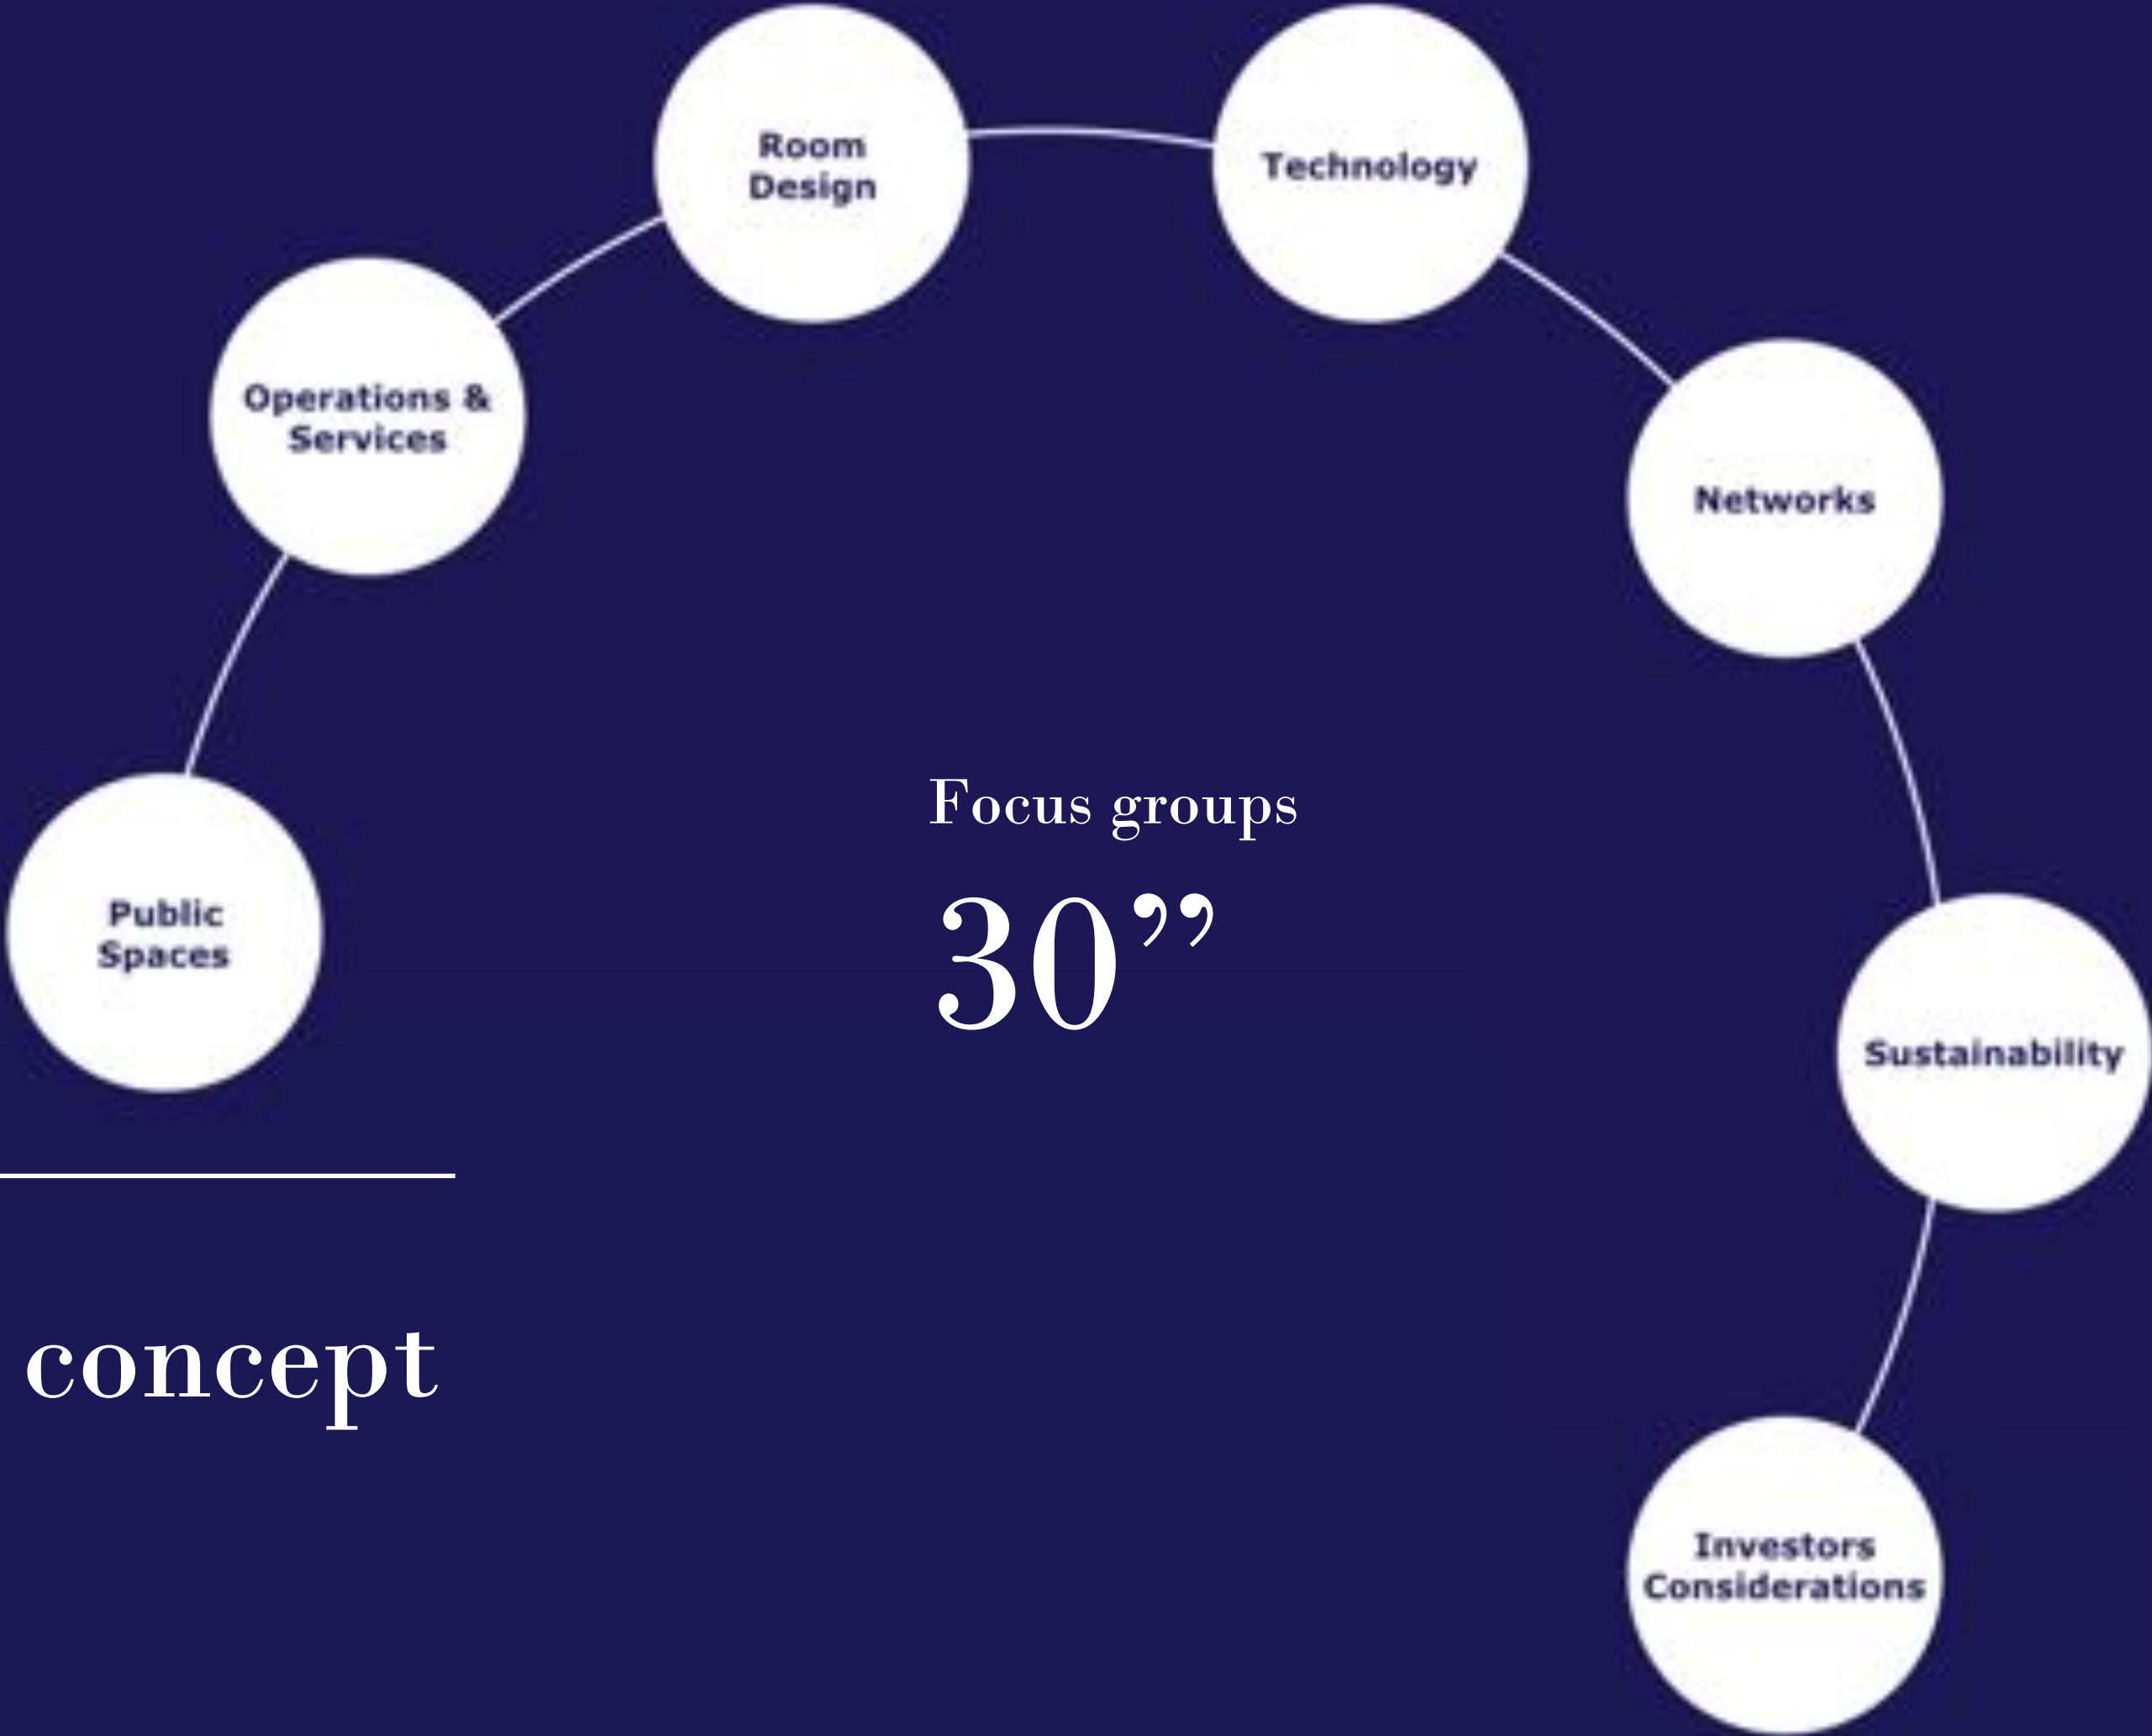 Room
Design
Technology
Operations &
Services
Networks
Focus groups
30”
Public
Spaces
Sustainability
concept
Investors
Considerations